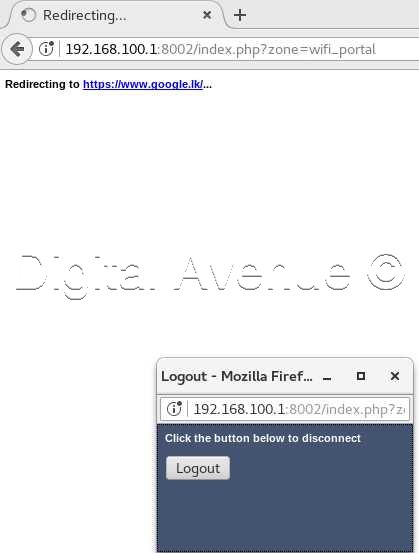 Redirecting...
192.168.100.1:8002/index.php?zone=wifi_portal
Redirecting to https://www.google.lk/...
Digital Avenue ©
Logout - Mozilla Firef...
192.168.100.1:8002/index.php?zo
Click the button below to disconnect
Logout